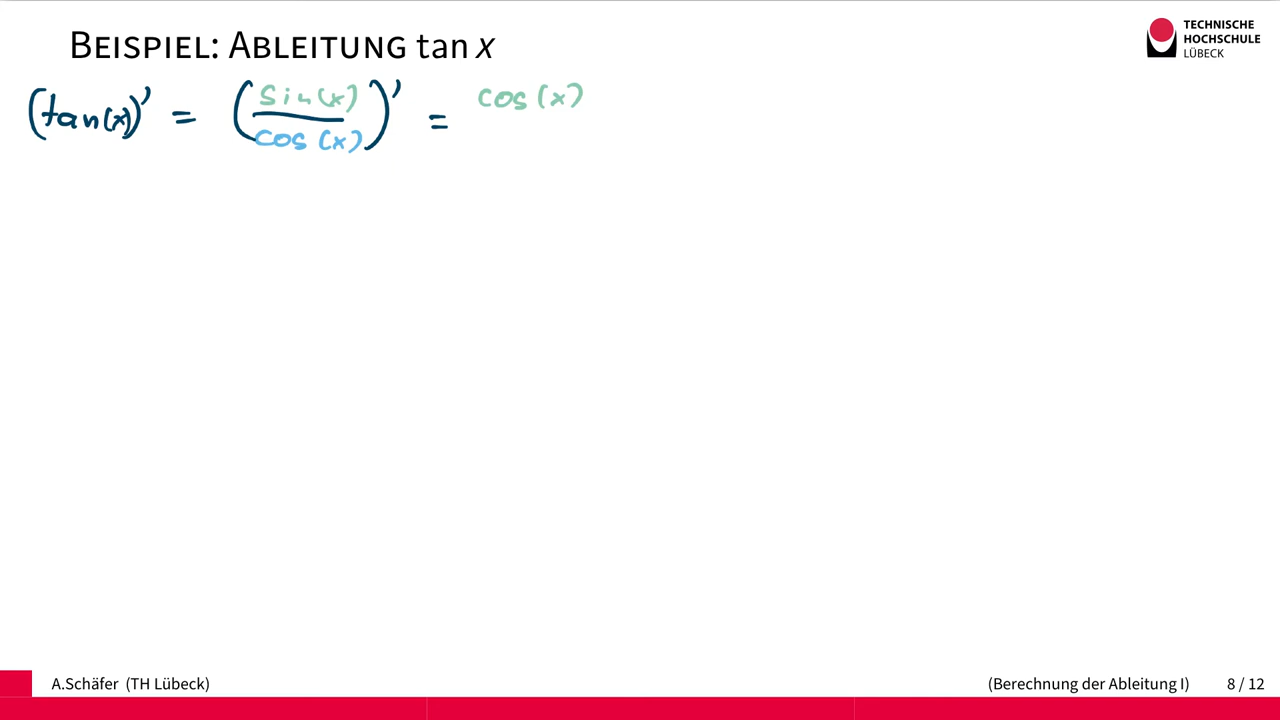 BEISPIEL: ABLEITUNG tan x
TECHNISCHE
HOCHSCHULE
LÜBECK
(tan(x))' = (sin(x)/cos(x))' = cos(x)
A.Schäfer (TH Lübeck)
(Berechnung der Ableitung I) 8 / 12